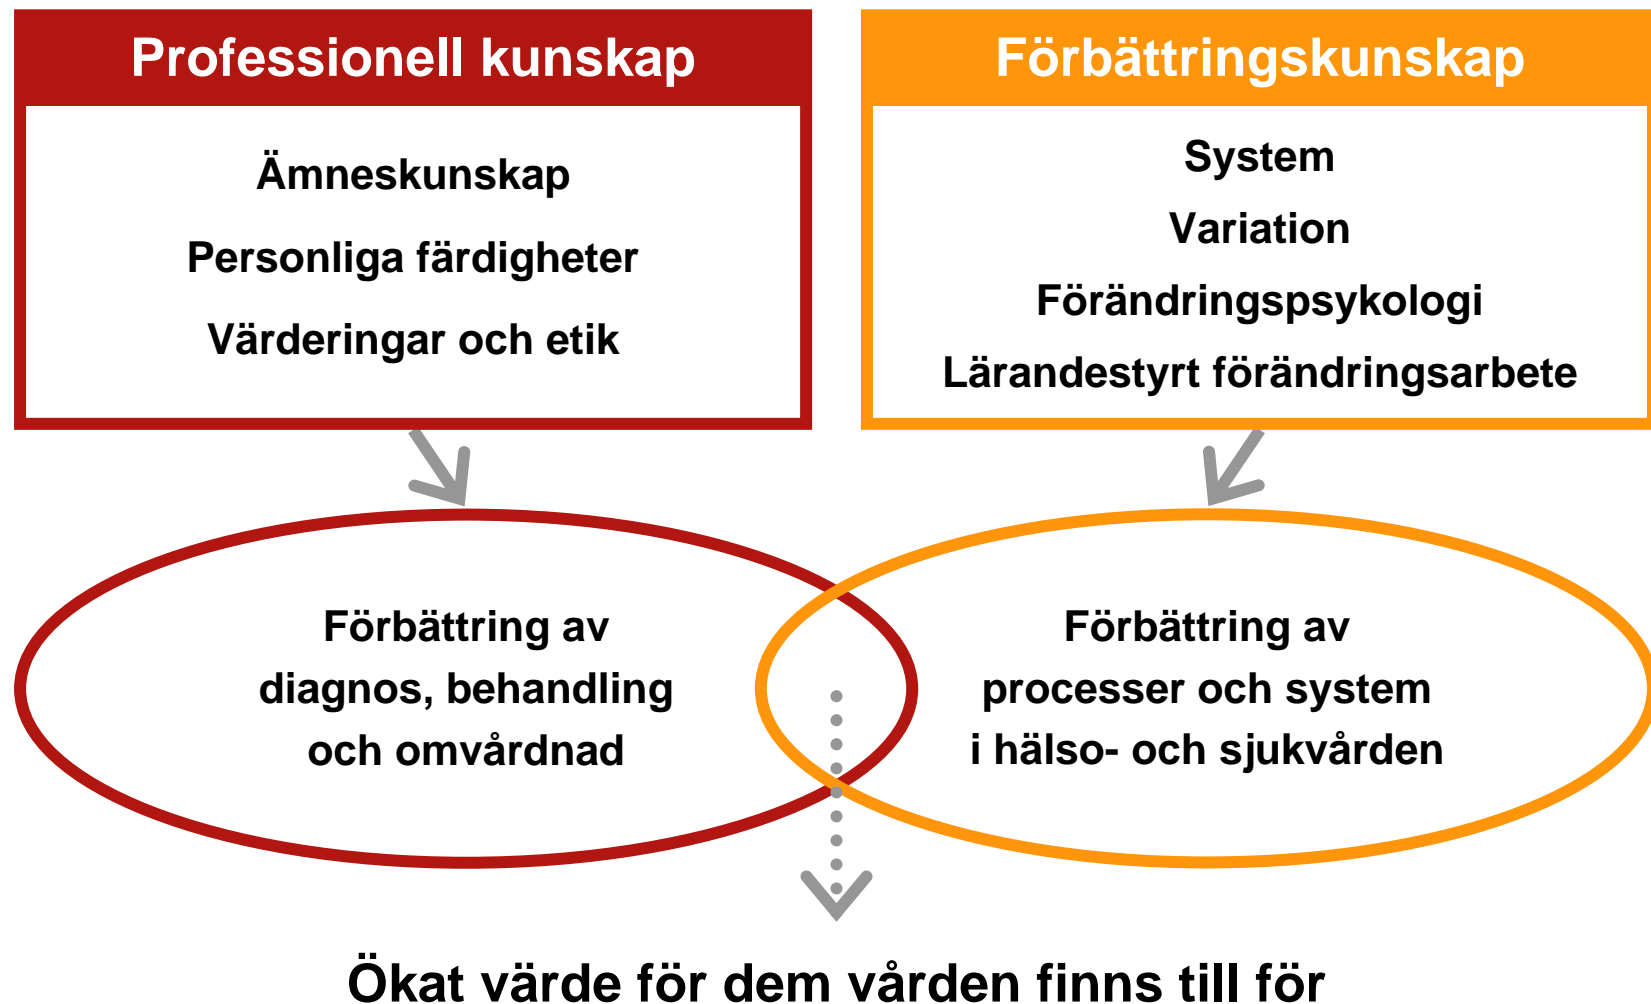 Professionell kunskap
Ämneskunskap
Personliga färdigheter
Värderingar och etik
Förbättringskunskap
System
Variation
Förändringspsykologi
Lärandestyrt förändringsarbete
Förbättring av
diagnos, behandling
och omvårdnad
Förbättring av
processer och system
i hälso- och sjukvården
Ökat värde för dem vården finns till för